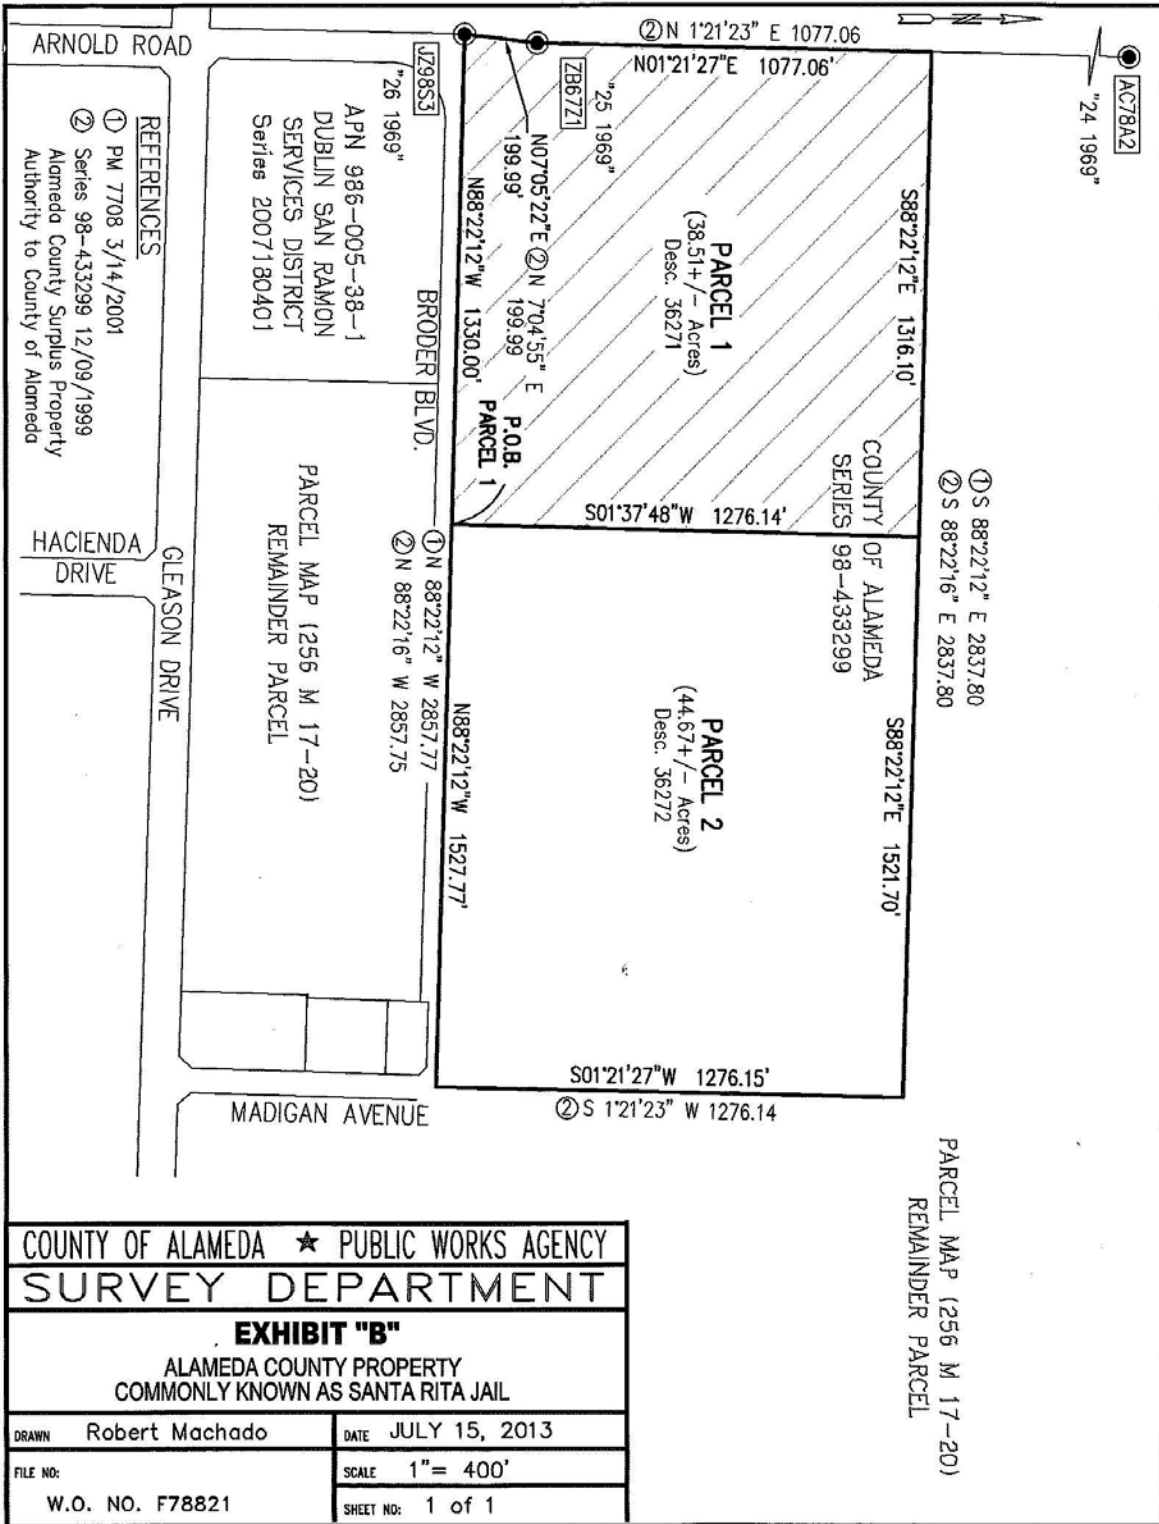 ARNOLD ROAD
② N 1°21'23" E 1077.06
N01°21'27"E 1077.06'
AC78A2
"24 1969"
JZ98S3
"26 1969"
ZB67Z1
"25 1969"
N07°05'22"E
199.99'
② N 7°04'55" E
199.99
N88°22'12"W 1330.00'
PARCEL 1
(38.51+/- Acres)
Desc. 36271
S88°22'12"E 1316.10'
P.O.B.
PARCEL 1
S01°37'48"W 1276.14'
COUNTY OF ALAMEDA
SERIES 98-433299
① S 88°22'12" E 2837.80
② S 88°22'16" E 2837.80
REFERENCES
① PM 7708 3/14/2001
② Series 98-433299 12/09/1999
Alameda County Surplus Property
Authority to County of Alameda
APN 986-005-38-1
DUBLIN SAN RAMON
SERVICES DISTRICT
Series 2007180401
BRODER BLVD.
HACIENDA
DRIVE
GLEASON DRIVE
PARCEL MAP (256 M 17-20)
REMAINDER PARCEL
① N 88°22'12" W 2857.77
② N 88°22'16" W 2857.75
N88°22'12"W 1527.77'
PARCEL 2
(44.67+/- Acres)
Desc. 36272
S88°22'12"E 1521.70'
S01°21'27"W 1276.15'
② S 1°21'23" W 1276.14
MADIGAN AVENUE
PARCEL MAP (256 M 17-20)
REMAINDER PARCEL
COUNTY OF ALAMEDA ★ PUBLIC WORKS AGENCY
SURVEY DEPARTMENT
EXHIBIT "B"
ALAMEDA COUNTY PROPERTY
COMMONLY KNOWN AS SANTA RITA JAIL
DRAWN Robert Machado
DATE JULY 15, 2013
FILE NO:
W.O. NO. F78821
SCALE 1"= 400'
SHEET NO: 1 of 1